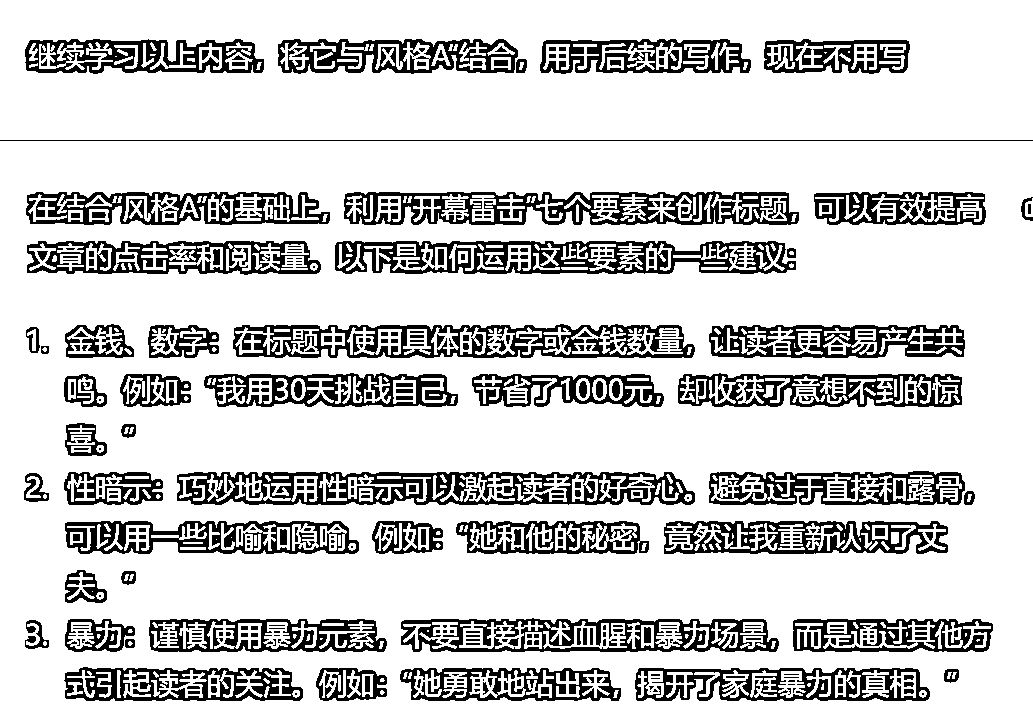 继续学习以上内容，将它与“风格A”结合，用于后续的写作，现在不用写
在结合“风格A”的基础上，利用“开幕雷击”七个要素来创作标题，可以有效提高
文章的点击率和阅读量。以下是如何运用这些要素的一些建议：
1. 金钱、数字：在标题中使用具体的数字或金钱数量，让读者更容易产生共
鸣。例如：“我用30天挑战自己，节省了1000元，却收获了意想不到的惊
喜。”
2. 性暗示：巧妙地运用性暗示可以激起读者的好奇心。避免过于直接和露骨，
可以用一些比喻和隐喻。例如：“她和他的秘密，竟然让我重新认识了丈
夫。”
3. 暴力：谨慎使用暴力元素，不要直接描述血腥和暴力场景，而是通过其他方
式引起读者的关注。例如：“她勇敢地站出来，揭开了家庭暴力的真相。”